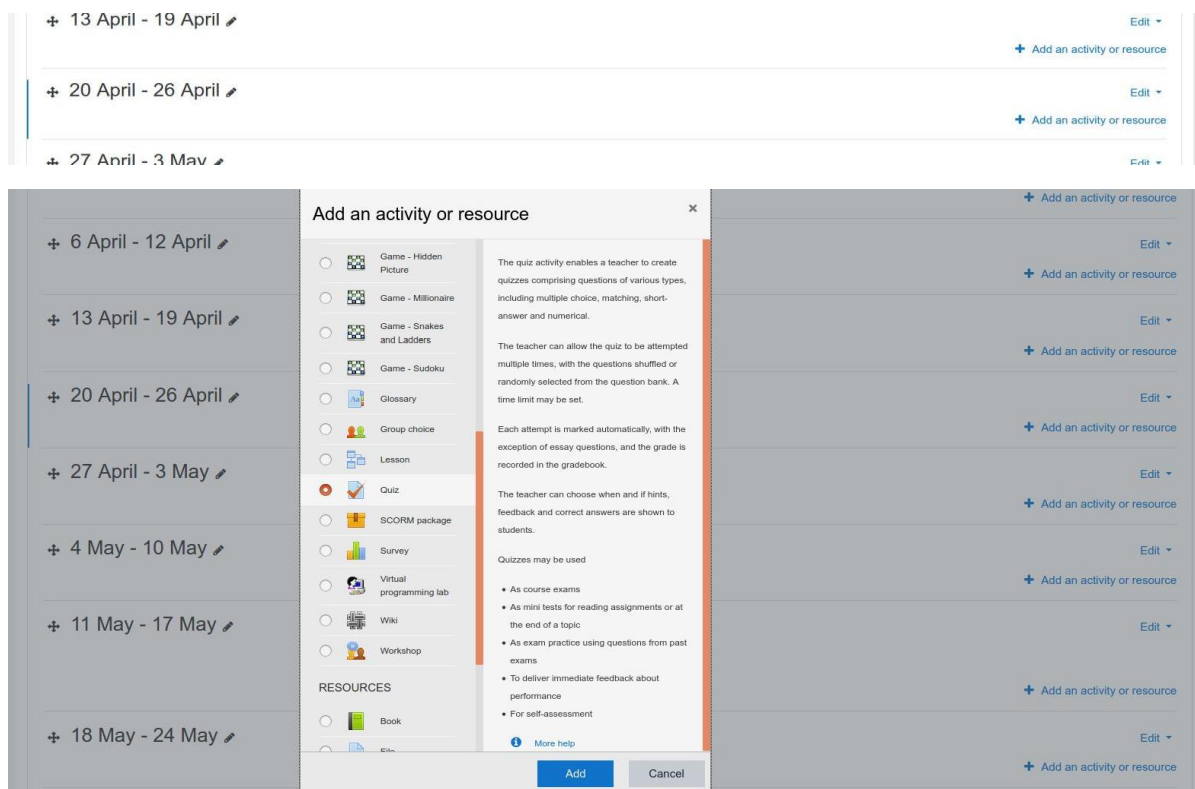 13 April - 19 April
Edit
Add an activity or resource
20 April - 26 April
Edit
Add an activity or resource
27 April - 3 May
Edit
Add an activity or resource
6 April - 12 April
Edit
Add an activity or resource
13 April - 19 April
Edit
Add an activity or resource
20 April - 26 April
Edit
Add an activity or resource
27 April - 3 May
Edit
Add an activity or resource
4 May - 10 May
Edit
Add an activity or resource
11 May - 17 May
Edit
Add an activity or resource
18 May - 24 May
Edit
Add an activity or resource
Add an activity or resource
×
Game - Hidden
Picture
Game - Millionaire
Game - Snakes
and Ladders
Game - Sudoku
Glossary
Group choice
Lesson
Quiz
SCORM package
Survey
Virtual
programming lab
Wiki
Workshop
RESOURCES
Book
File
The quiz activity enables a teacher to create
quizzes comprising questions of various types,
including multiple choice, matching, short-
answer and numerical.
The teacher can allow the quiz to be attempted
multiple times, with the questions shuffled or
randomly selected from the question bank. A
time limit may be set.
Each attempt is marked automatically, with the
exception of essay questions, and the grade is
recorded in the gradebook.
The teacher can choose when and if hints,
feedback and correct answers are shown to
students.
Quizzes may be used
• As course exams
• As mini tests for reading assignments or at
the end of a topic
• As exam practice using questions from past
exams
• To deliver immediate feedback about
performance
• For self-assessment
More help
Add
Cancel